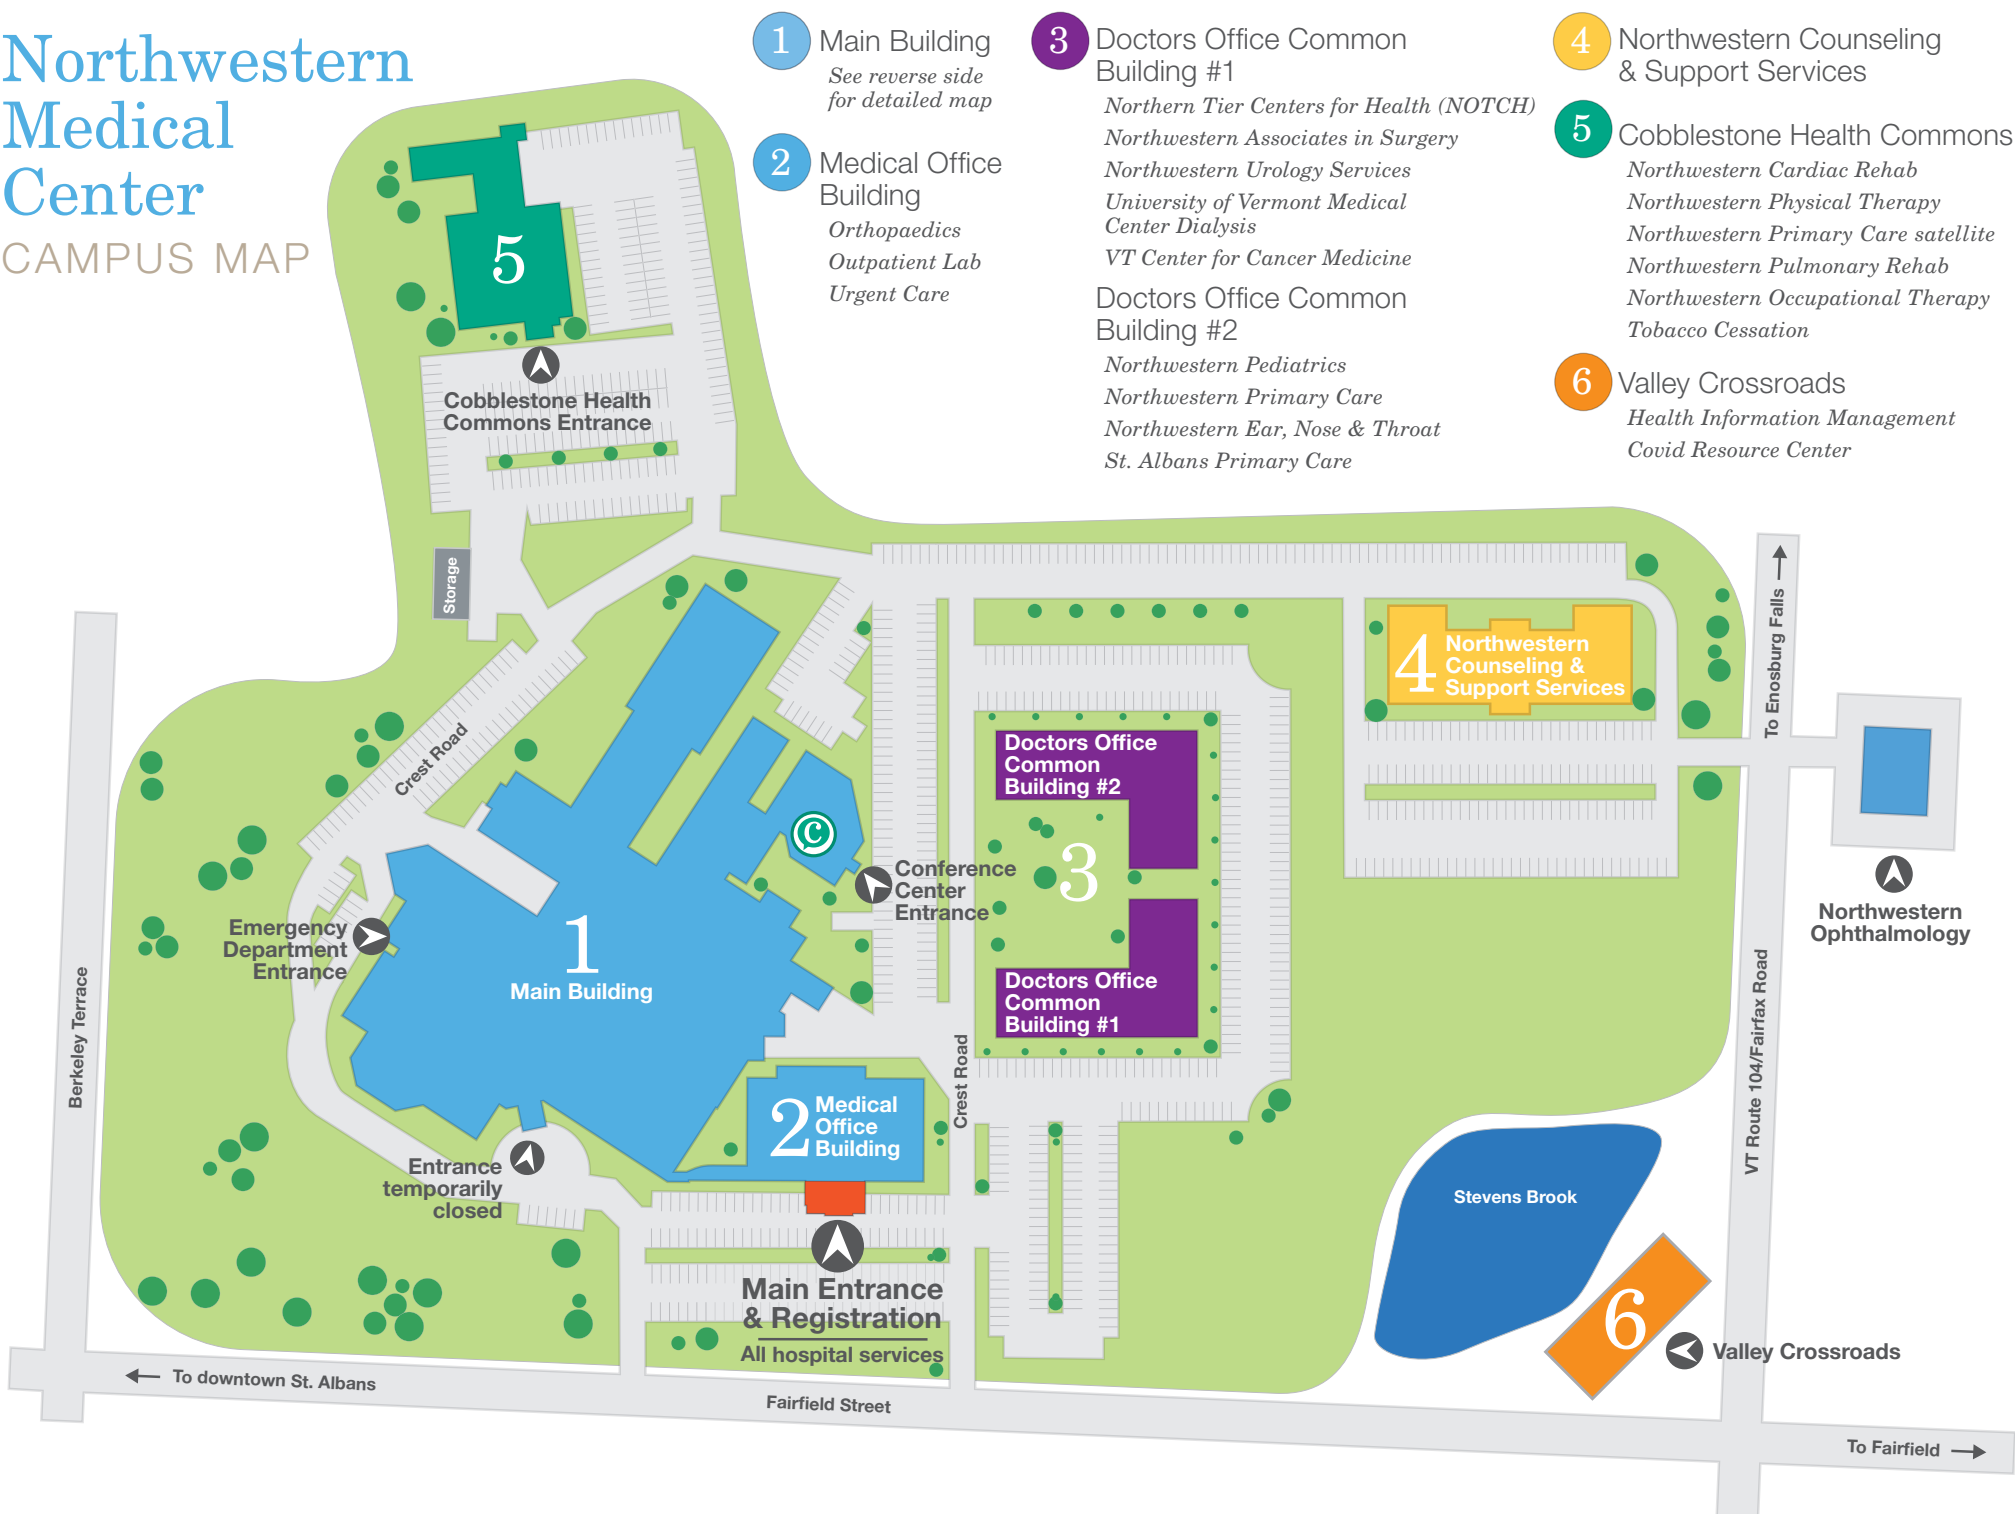 Northwestern
Medical
Center
CAMPUS MAP
1 Main Building
See reverse side
for detailed map
2 Medical Office
Building
Orthopaedics
Outpatient Lab
Urgent Care
3 Doctors Office Common
Building #1
Northern Tier Centers for Health (NOTCH)
Northwestern Associates in Surgery
Northwestern Urology Services
University of Vermont Medical
Center Dialysis
VT Center for Cancer Medicine
Doctors Office Common
Building #2
Northwestern Pediatrics
Northwestern Primary Care
Northwestern Ear, Nose & Throat
St. Albans Primary Care
4 Northwestern Counseling
& Support Services
5 Cobblestone Health Commons
Northwestern Cardiac Rehab
Northwestern Physical Therapy
Northwestern Primary Care satellite
Northwestern Pulmonary Rehab
Northwestern Occupational Therapy
Tobacco Cessation
6 Valley Crossroads
Health Information Management
Covid Resource Center
5
Cobblestone Health
Commons Entrance
Storage
Crest Road
4
Northwestern
Counseling &
Support Services
To Enosburg Falls
Doctors Office
Common
Building #2
C
3
Conference
Center
Entrance
Northwestern
Ophthalmology
Emergency
Department
Entrance
1
Main Building
Doctors Office
Common
Building #1
Berkeley Terrace
Crest Road
VT Route 104/Fairfax Road
2
Medical
Office
Building
Entrance
temporarily
closed
Stevens Brook
Main Entrance
& Registration
All hospital services
6
Valley Crossroads
To downtown St. Albans
Fairfield Street
To Fairfield